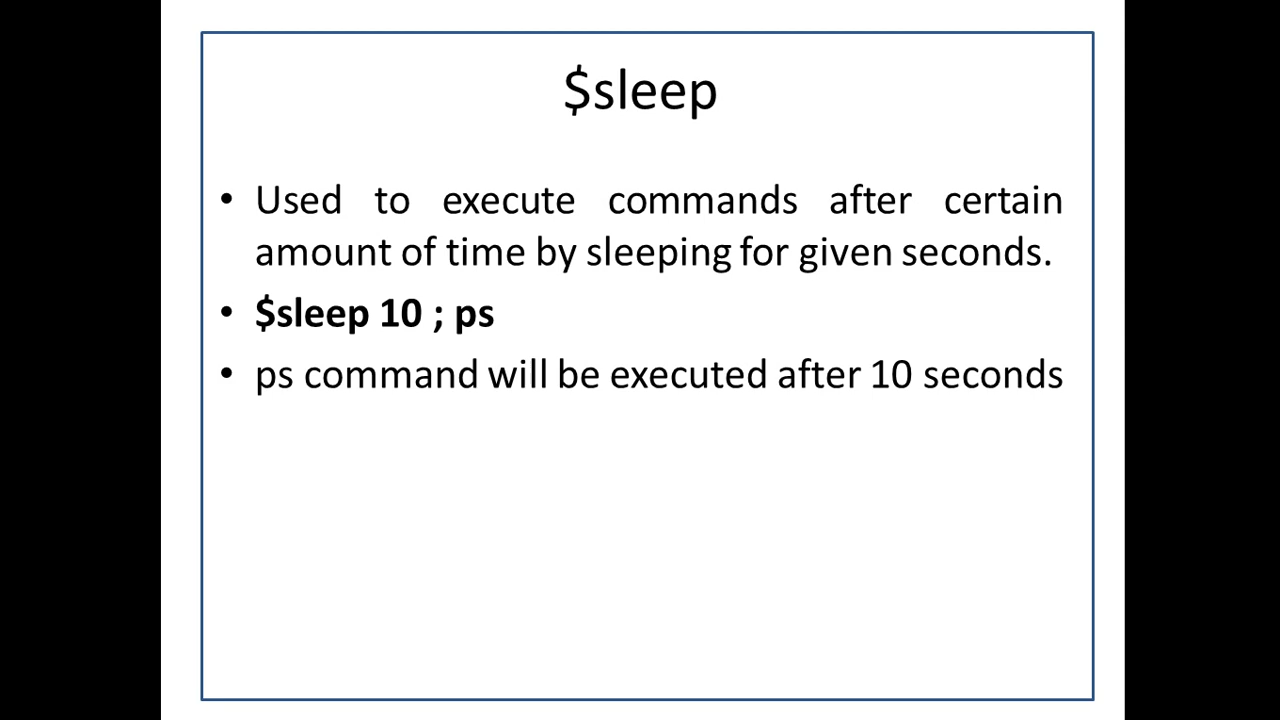 $sleep
• Used to execute commands after certain
amount of time by sleeping for given seconds.
• $sleep 10 ; ps
• ps command will be executed after 10 seconds